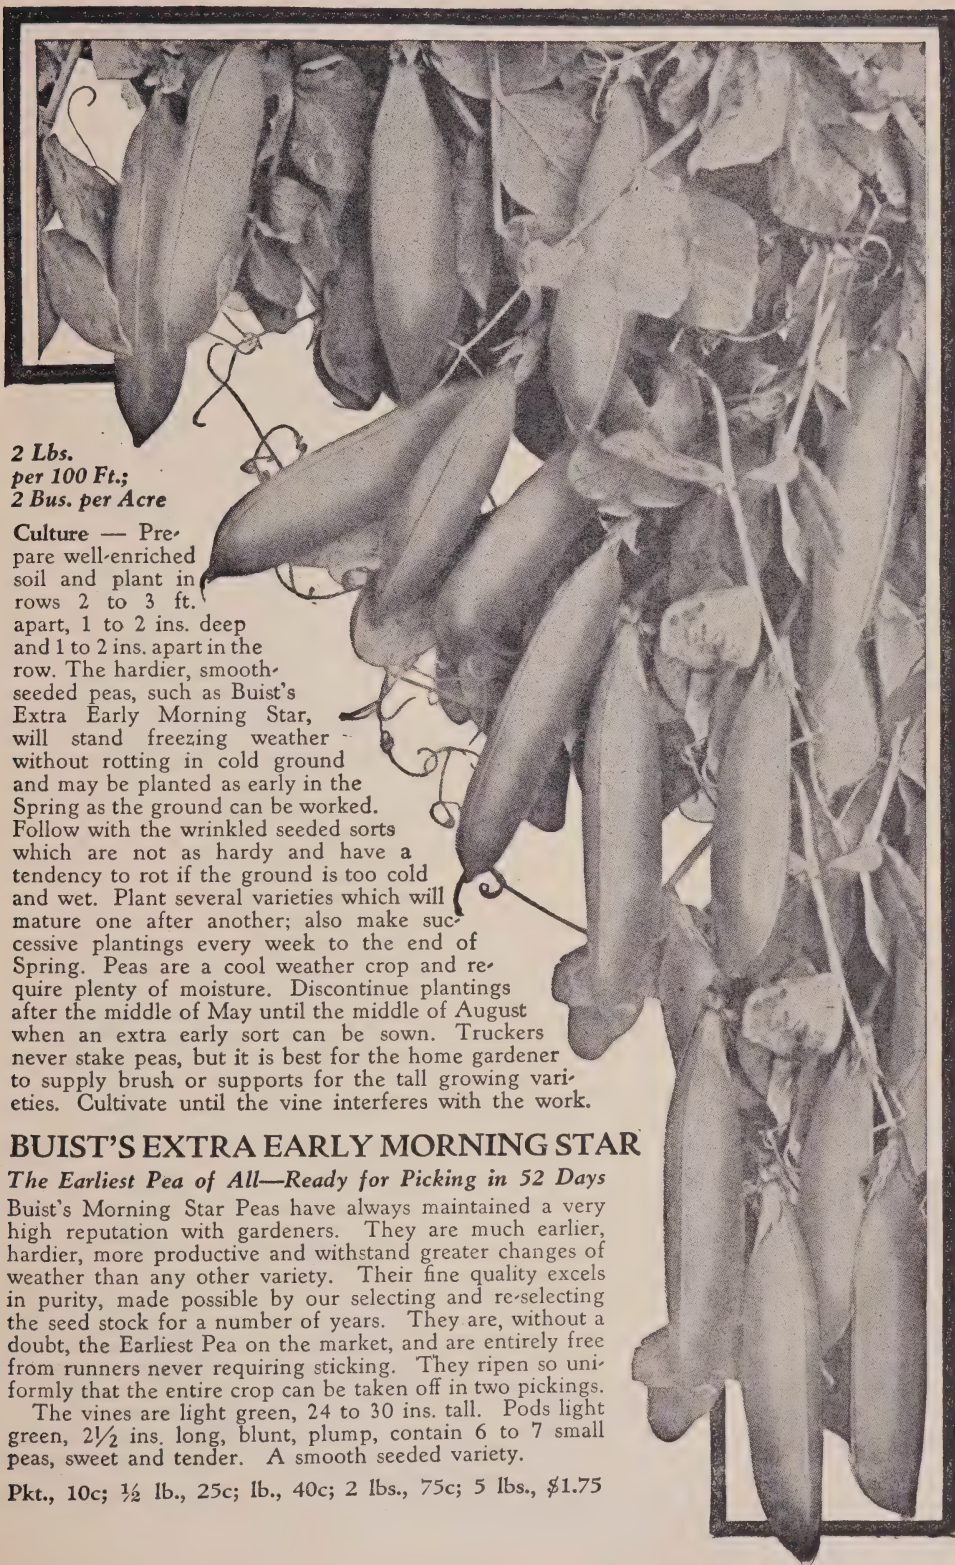 2 Lbs.
per 100 Ft.;
2 Bus. per Acre
Culture — Pre-
pare well-enriched
soil and plant in
rows 2 to 3 ft.
apart, 1 to 2 ins. deep
and 1 to 2 ins. apart in the
row. The hardier, smooth-
seeded peas, such as Buist's
Extra Early Morning Star,
will stand freezing weather
without rotting in cold ground
and may be planted as early in the
Spring as the ground can be worked.
Follow with the wrinkled seeded sorts
which are not as hardy and have a
tendency to rot if the ground is too cold
and wet. Plant several varieties which will
mature one after another; also make suc-
cessive plantings every week to the end of
Spring. Peas are a cool weather crop and re-
quire plenty of moisture. Discontinue plantings
after the middle of May until the middle of August
when an extra early sort can be sown. Truckers
never stake peas, but it is best for the home gardener
to supply brush or supports for the tall growing vari-
eties. Cultivate until the vine interferes with the work.
BUIST'S EXTRA EARLY MORNING STAR
The Earliest Pea of All—Ready for Picking in 52 Days
Buist's Morning Star Peas have always maintained a very
high reputation with gardeners. They are much earlier,
hardier, more productive and withstand greater changes of
weather than any other variety. Their fine quality excels
in purity, made possible by our selecting and re-selecting
the seed stock for a number of years. They are, without a
doubt, the Earliest Pea on the market, and are entirely free
from runners never requiring sticking. They ripen so uni-
formly that the entire crop can be taken off in two pickings.
The vines are light green, 24 to 30 ins. tall. Pods light
green, 2½ ins. long, blunt, plump, contain 6 to 7 small
peas, sweet and tender. A smooth seeded variety.
Pkt., 10c; ½ lb., 25c; lb., 40c; 2 lbs., 75c; 5 lbs., $1.75